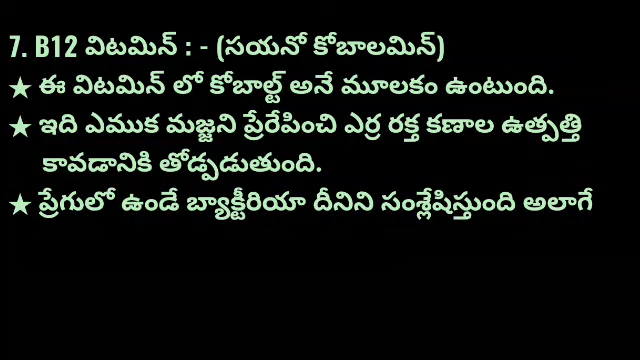 7. B12 విటమిన్ : - (సయనో కోబాలమిన్)
★ ఈ విటమిన్ లో కోబాల్ట్ అనే మూలకం ఉంటుంది.
★ ఇది ఎముక మజ్జని ప్రేరేపించి ఎర్ర రక్త కణాల ఉత్పత్తి
కావడానికి తోడ్పడుతుంది.
★ ప్రేగులో ఉండే బ్యాక్టీరియా దీనిని సంశ్లేషిస్తుంది అలాగే